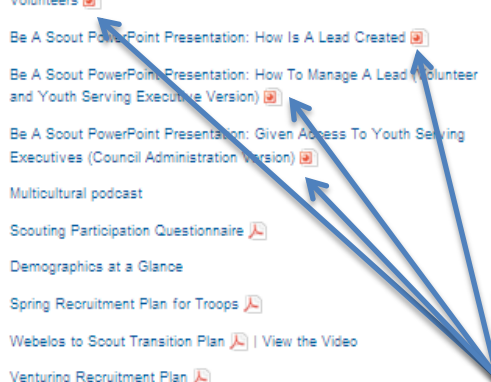 Volunteers
Be A Scout PowerPoint Presentation: How Is A Lead Created
Be A Scout PowerPoint Presentation: How To Manage A Lead (Volunteer
and Youth Serving Executive Version)
Be A Scout PowerPoint Presentation: Given Access To Youth Serving
Executives (Council Administration Version)
Multicultural podcast
Scouting Participation Questionnaire
Demographics at a Glance
Spring Recruitment Plan for Troops
Webelos to Scout Transition Plan | View the Video
Venturing Recruitment Plan